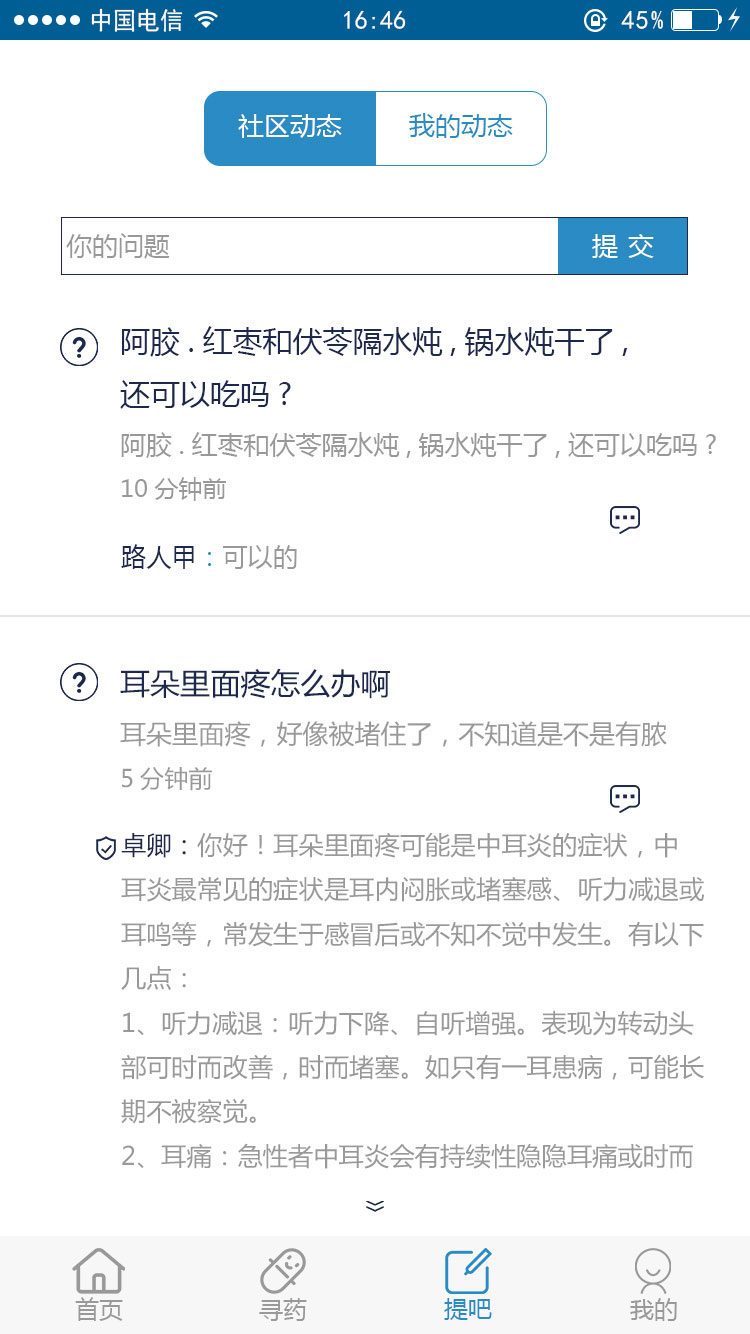 中国电信 16:46 45%
社区动态 我的动态
你的问题 提 交
阿胶 . 红枣和伏苓隔水炖 , 锅水炖干了 ,
还可以吃吗 ?
阿胶 . 红枣和伏苓隔水炖 , 锅水炖干了 , 还可以吃吗 ?
10 分钟前
路人甲：可以的
耳朵里面疼怎么办啊
耳朵里面疼，好像被堵住了，不知道是不是有脓
5 分钟前
卓卿：你好！耳朵里面疼可能是中耳炎的症状，中
耳炎最常见的症状是耳内闷胀或堵塞感、听力减退或
耳鸣等，常发生于感冒后或不知不觉中发生。有以下
几点：
1、听力减退：听力下降、自听增强。表现为转动头
部可时而改善，时而堵塞。如只有一耳患病，可能长
期不被察觉。
2、耳痛：急性者中耳炎会有持续性隐隐耳痛或时而
首页 寻药 提吧 我的